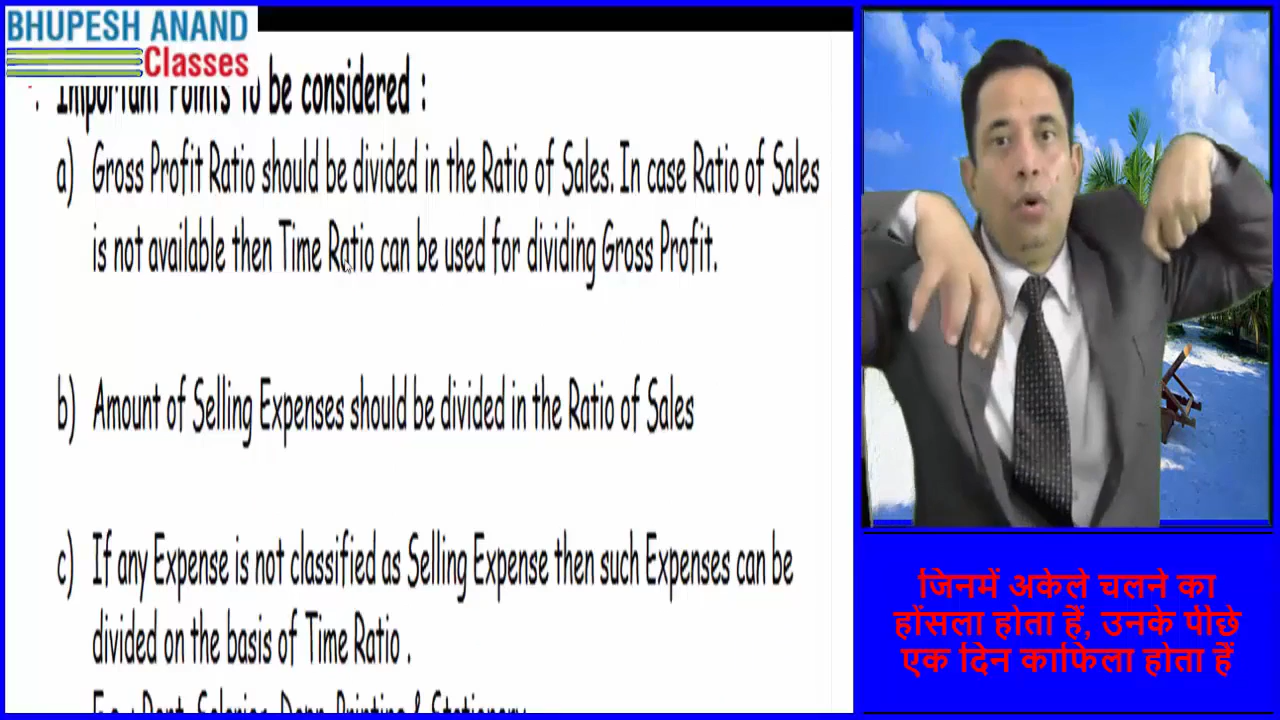 BHUPESH ANAND
Classes
Important Points to be considered :
a) Gross Profit Ratio should be divided in the Ratio of Sales. In case Ratio of Sales
is not available then Time Ratio can be used for dividing Gross Profit.
b) Amount of Selling Expenses should be divided in the Ratio of Sales
c) If any Expense is not classified as Selling Expense then such Expenses can be
divided on the basis of Time Ratio .
जिनमें अकेले चलने का
होंसला होता हें, उनके पीछे
एक दिन काफिला होता हें